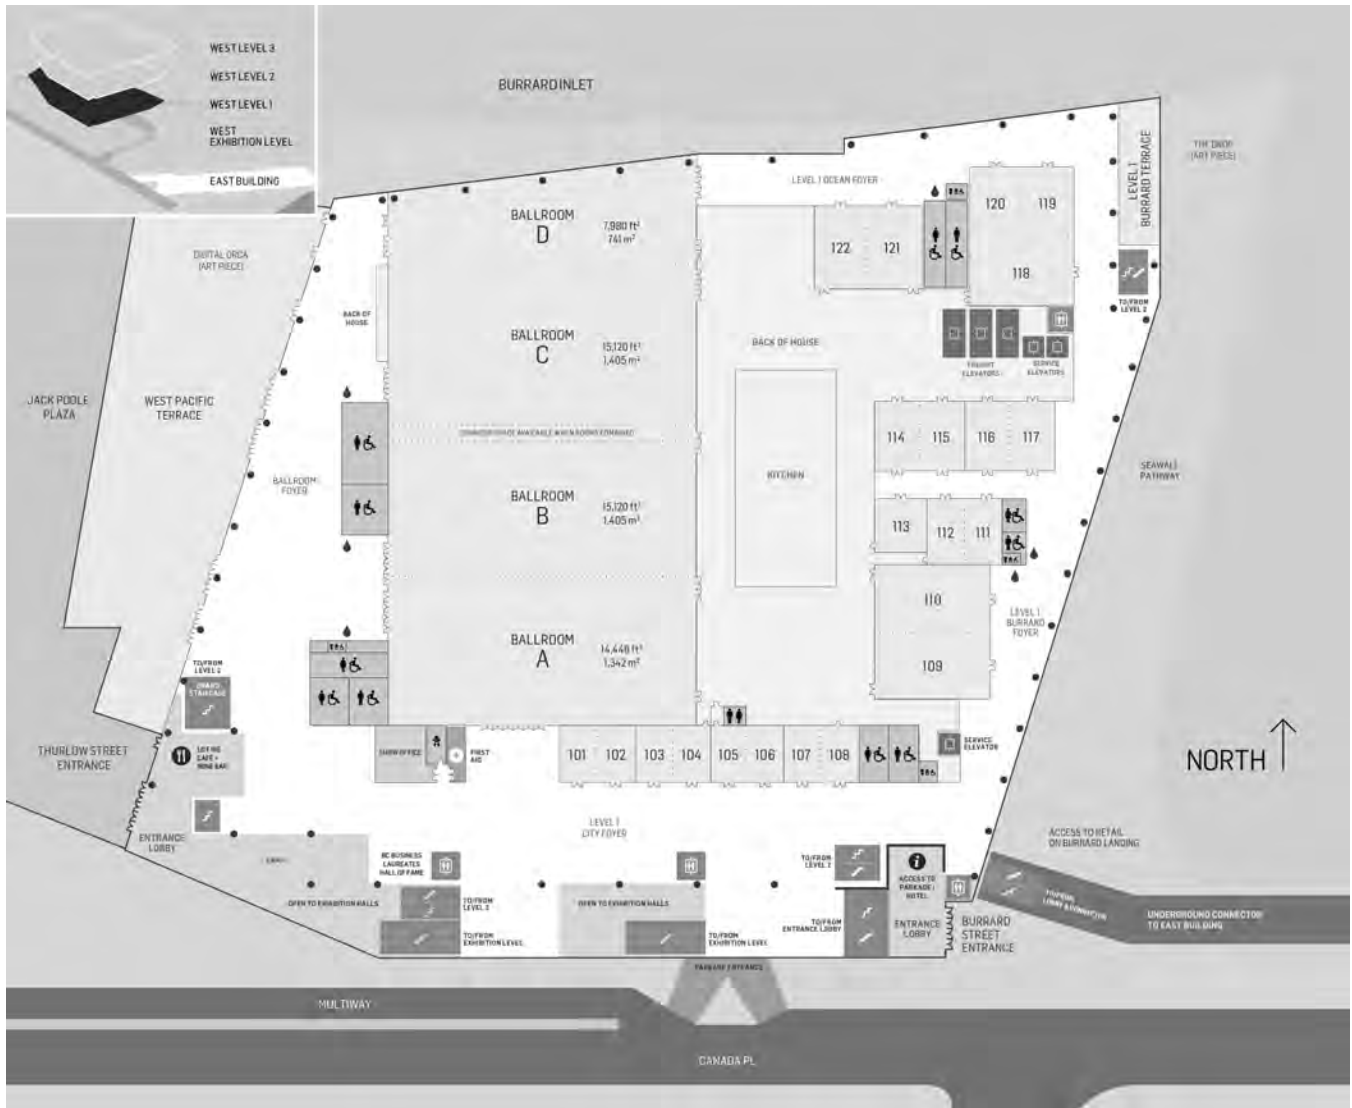 WEST LEVEL 3
WEST LEVEL 2
WEST LEVEL 1
WEST
EXHIBITION LEVEL
EAST BUILDING
BURRARD INLET
LEVEL 1 OCEAN FOYER
LEVEL 1
BURRARD TERRACE
THE DROP
(ART PIECE)
DIGITAL ORCA
(ART PIECE)
BALLROOM
D
7,980 ft²
741 m²
120
119
122
121
118
TO/FROM
LEVEL 2
BACK OF
HOUSE
BALLROOM
C
15,120 ft²
1,405 m²
BACK OF HOUSE
FREIGHT
ELEVATORS
SERVICE
ELEVATORS
JACK POOLE
PLAZA
WEST PACIFIC
TERRACE
114
115
116
117
SEAWALL
PATHWAY
KITCHEN
BALLROOM
FOYER
BALLROOM
B
15,120 ft²
1,405 m²
113
112
111
110
LEVEL 1
BURRARD
FOYER
BALLROOM
A
14,446 ft²
1,342 m²
109
TO/FROM
LEVEL 2
GRAND
STAIRCASE
THURLOW STREET
ENTRANCE
CAFE +
WINE BAR
SHOW OFFICE
FIRST
AID
101
102
103
104
105
106
107
108
SERVICE
ELEVATOR
NORTH
ENTRANCE
LOBBY
LEVEL 1
CITY FOYER
BC BUSINESS
LAUREATES
HALL OF FAME
TO/FROM
LEVEL 2
ACCESS TO
PARKADE /
HOTEL
ACCESS TO RETAIL
ON BURRARD LANDING
OPEN TO EXHIBITION HALLS
TO/FROM
LEVEL 2
OPEN TO EXHIBITION HALLS
TO/FROM
EXHIBITION LEVEL
TO/FROM
EXHIBITION LEVEL
TO/FROM
ENTRANCE LOBBY
ENTRANCE
LOBBY
BURRARD
STREET
ENTRANCE
UNDERGROUND CONNECTOR
TO EAST BUILDING
PARKADE ENTRANCE
MULTIWAY
CANADA PL